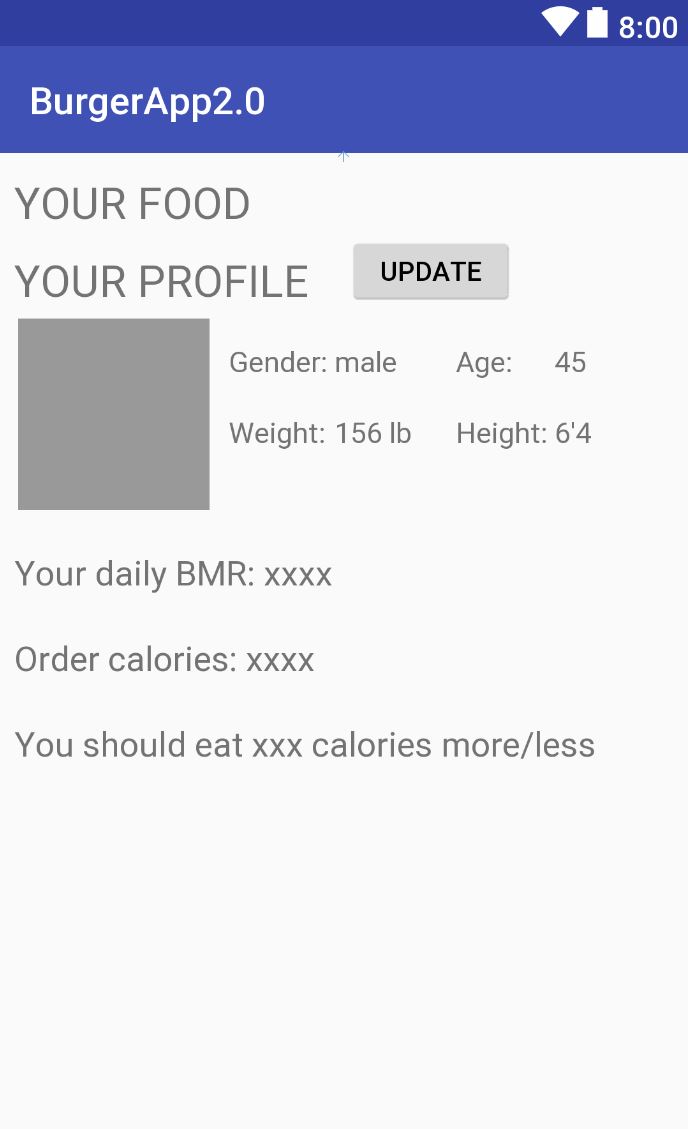 8:00
BurgerApp2.0
YOUR FOOD
YOUR PROFILE UPDATE
Gender: male Age: 45
Weight: 156 lb Height: 6'4
Your daily BMR: xxxx
Order calories: xxxx
You should eat xxx calories more/less